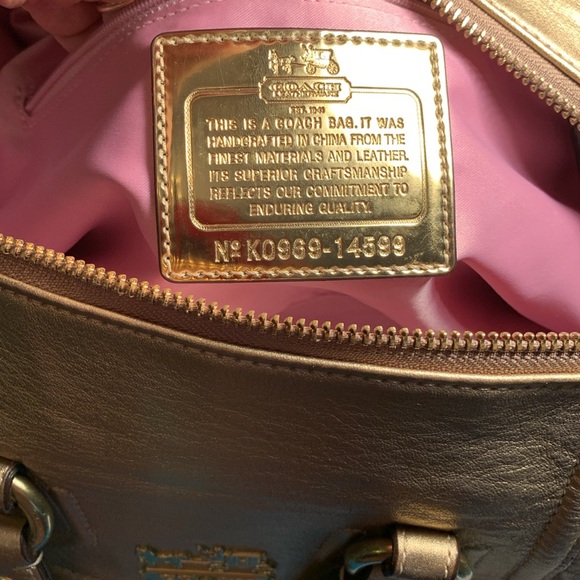 COACH
LEATHERWARE
EST. 1941
THIS IS A COACH BAG. IT WAS
HANDCRAFTED IN CHINA FROM THE
FINEST MATERIALS AND LEATHER.
ITS SUPERIOR CRAFTSMANSHIP
REFLECTS OUR COMMITMENT TO
ENDURING QUALITY.
Nº K0969-14599